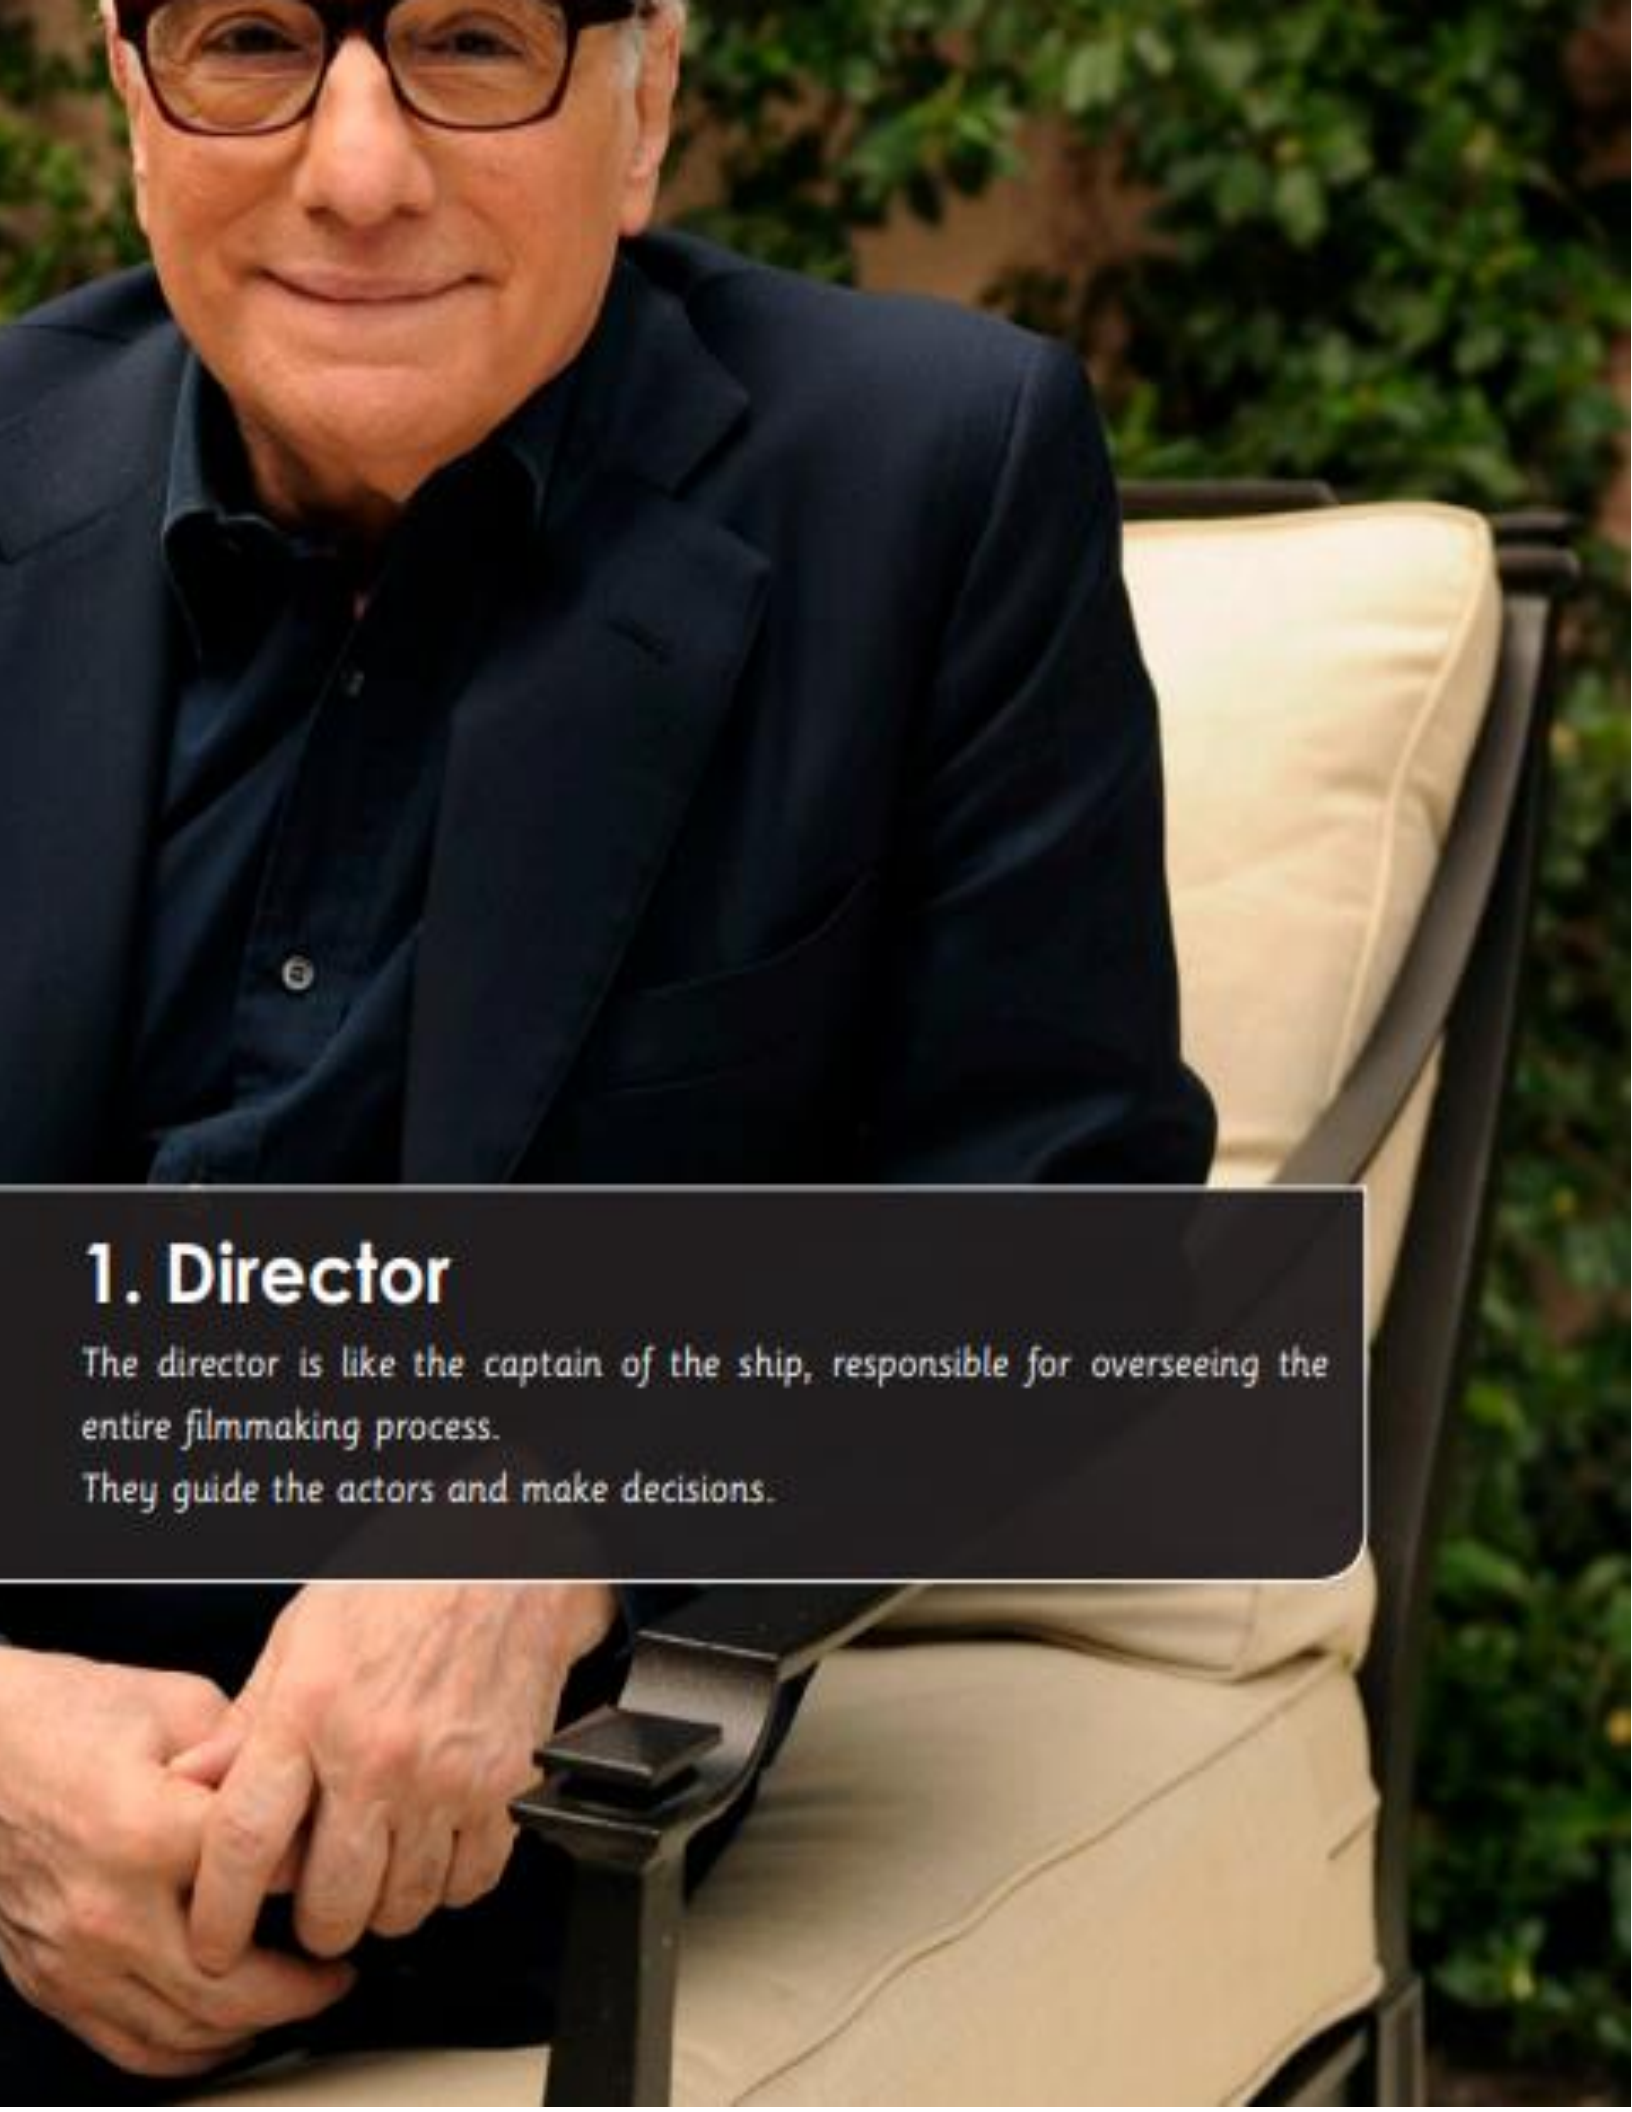 1. Director
The director is like the captain of the ship, responsible for overseeing the
entire filmmaking process.
They guide the actors and make decisions.